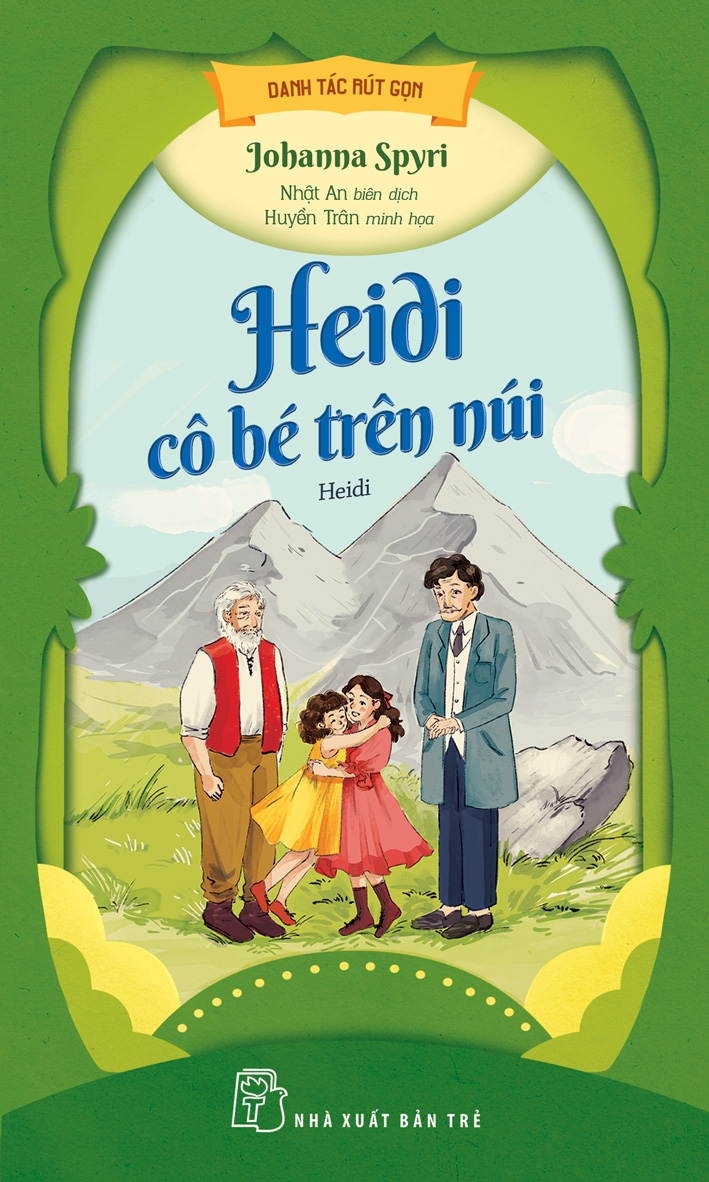 DANH TÁC RÚT GỌN
Johanna Spyri
Nhật An biên dịch
Huyền Trân minh họa
Heidi
cô bé trên núi
Heidi
T
NHÀ XUẤT BẢN TRẺ